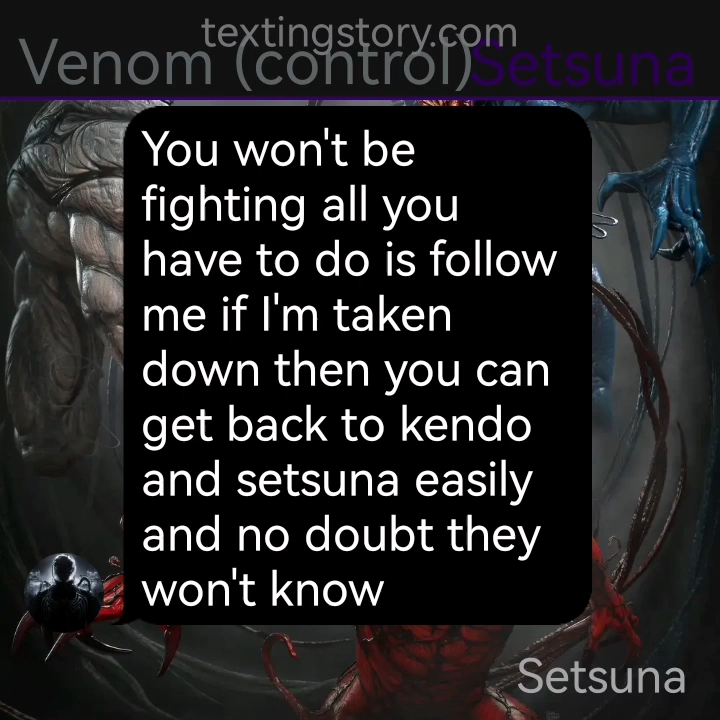 textingstory.com
Venom (control) Setsuna
You won't be
fighting all you
have to do is follow
me if I'm taken
down then you can
get back to kendo
and setsuna easily
and no doubt they
won't know
Setsuna